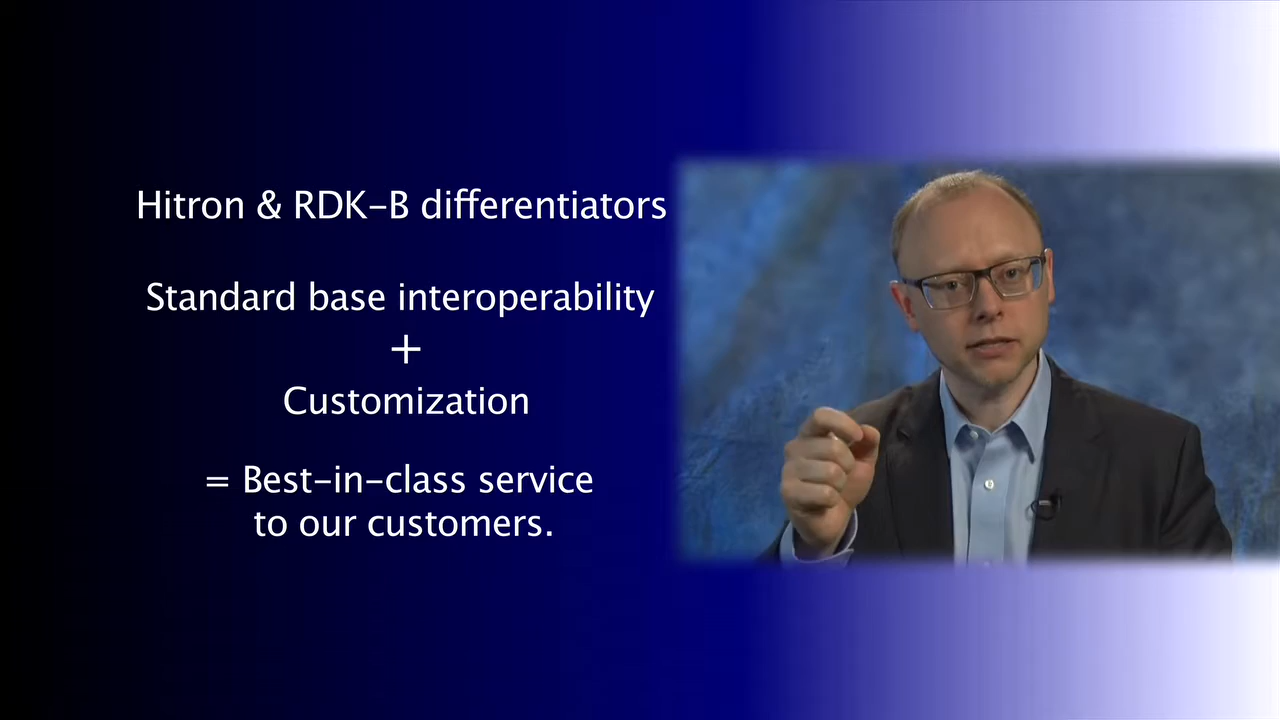 Hitron & RDK-B differentiators
Standard base interoperability
+
Customization
= Best-in-class service
to our customers.